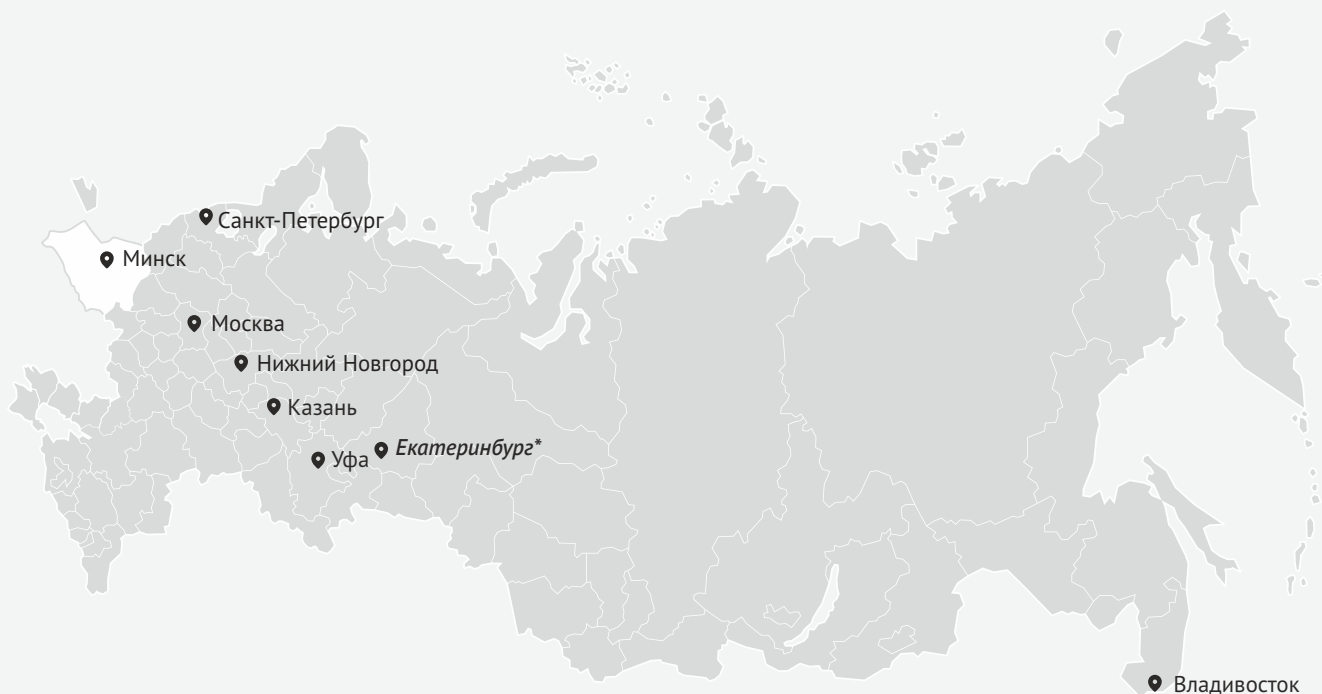 Санкт-Петербург
Минск
Москва
Нижний Новгород
Казань
Екатеринбург*
Уфа
Владивосток